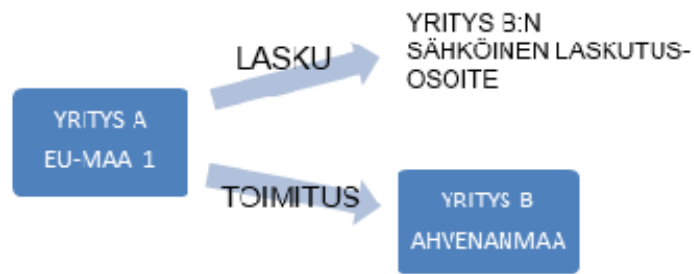 YRITYS B:N
SÄHKÖINEN LASKUTUS-
OSOITE
LASKU
YRITYS A
EU-MAA 1
TOIMITUS
YRITYS B
AHVENANMAA